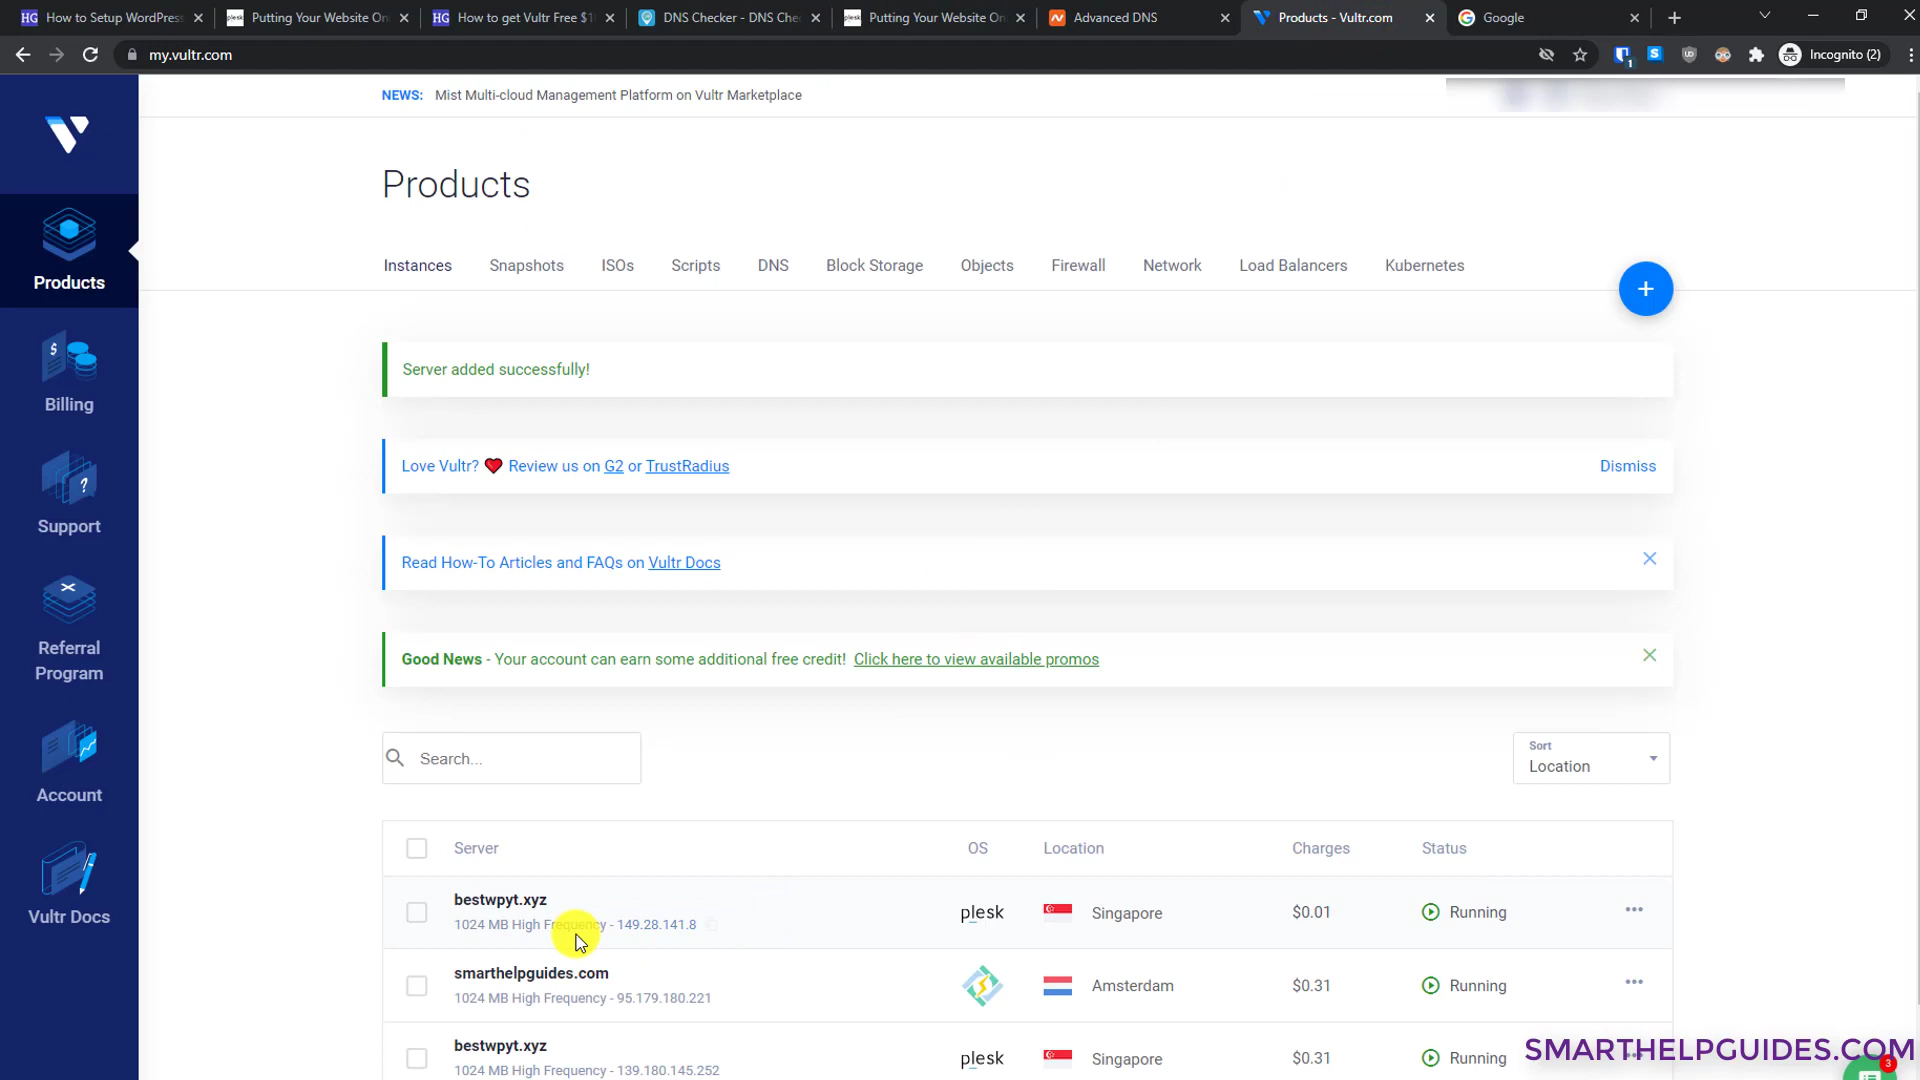 How to Setup WordPress
Putting Your Website On
How to get Vultr Free $1
DNS Checker - DNS Chec
Putting Your Website On
Advanced DNS
Products - Vultr.com
Google
my.vultr.com
Incognito (2)
NEWS: Mist Multi-cloud Management Platform on Vultr Marketplace
Products
Billing
Support
Referral
Program
Account
Vultr Docs
Products
Instances
Snapshots
ISOs
Scripts
DNS
Block Storage
Objects
Firewall
Network
Load Balancers
Kubernetes
+
Server added successfully!
Love Vultr? Review us on G2 or TrustRadius
Dismiss
Read How-To Articles and FAQs on Vultr Docs
Good News - Your account can earn some additional free credit! Click here to view available promos
Search...
Sort
Location
Server OS Location Charges Status
bestwpyt.xyz
1024 MB High Frequency - 149.28.141.8
plesk Singapore $0.01 Running
smarthelpguides.com
1024 MB High Frequency - 95.179.180.221
Amsterdam $0.31 Running
bestwpyt.xyz
1024 MB High Frequency - 139.180.145.252
plesk Singapore $0.31 Running
SMARTHELPGUIDES.COM
3